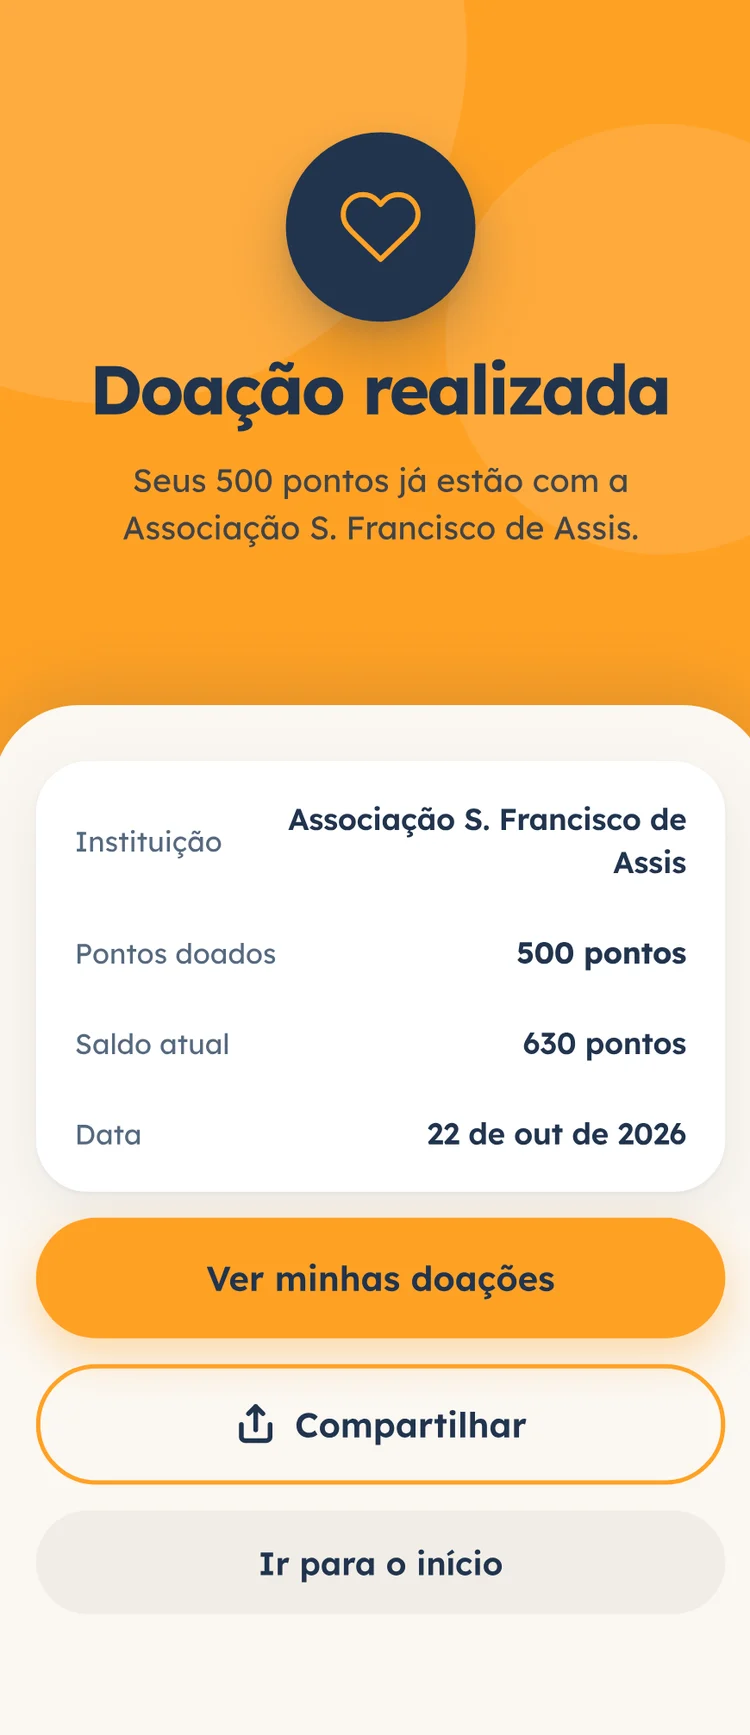 Doação realizada
Seus 500 pontos já estão com a
Associação S. Francisco de Assis.
Instituição
Associação S. Francisco de
Assis
Pontos doados
500 pontos
Saldo atual
630 pontos
Data
22 de out de 2026
Ver minhas doações
Compartilhar
Ir para o início